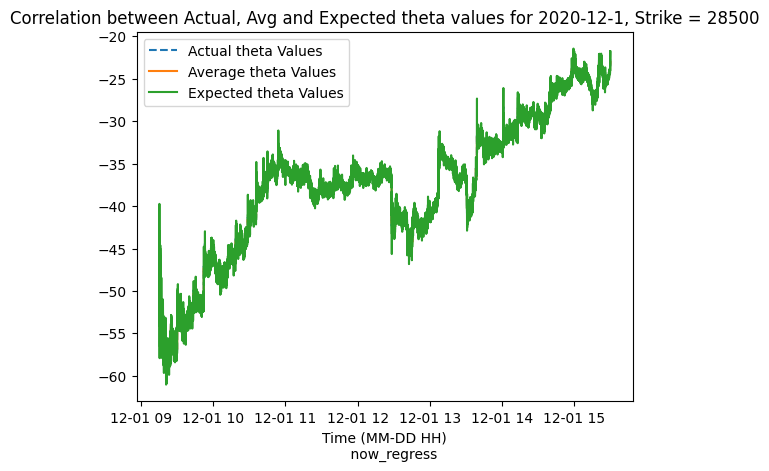 Correlation between Actual, Avg and Expected theta values for 2020-12-1, Strike = 28500
−20
−25
−30
−35
−40
−45
−50
−55
−60
Actual theta Values
Average theta Values
Expected theta Values
12-01 09 12-01 10 12-01 11 12-01 12 12-01 13 12-01 14 12-01 15
Time (MM-DD HH)
now_regress